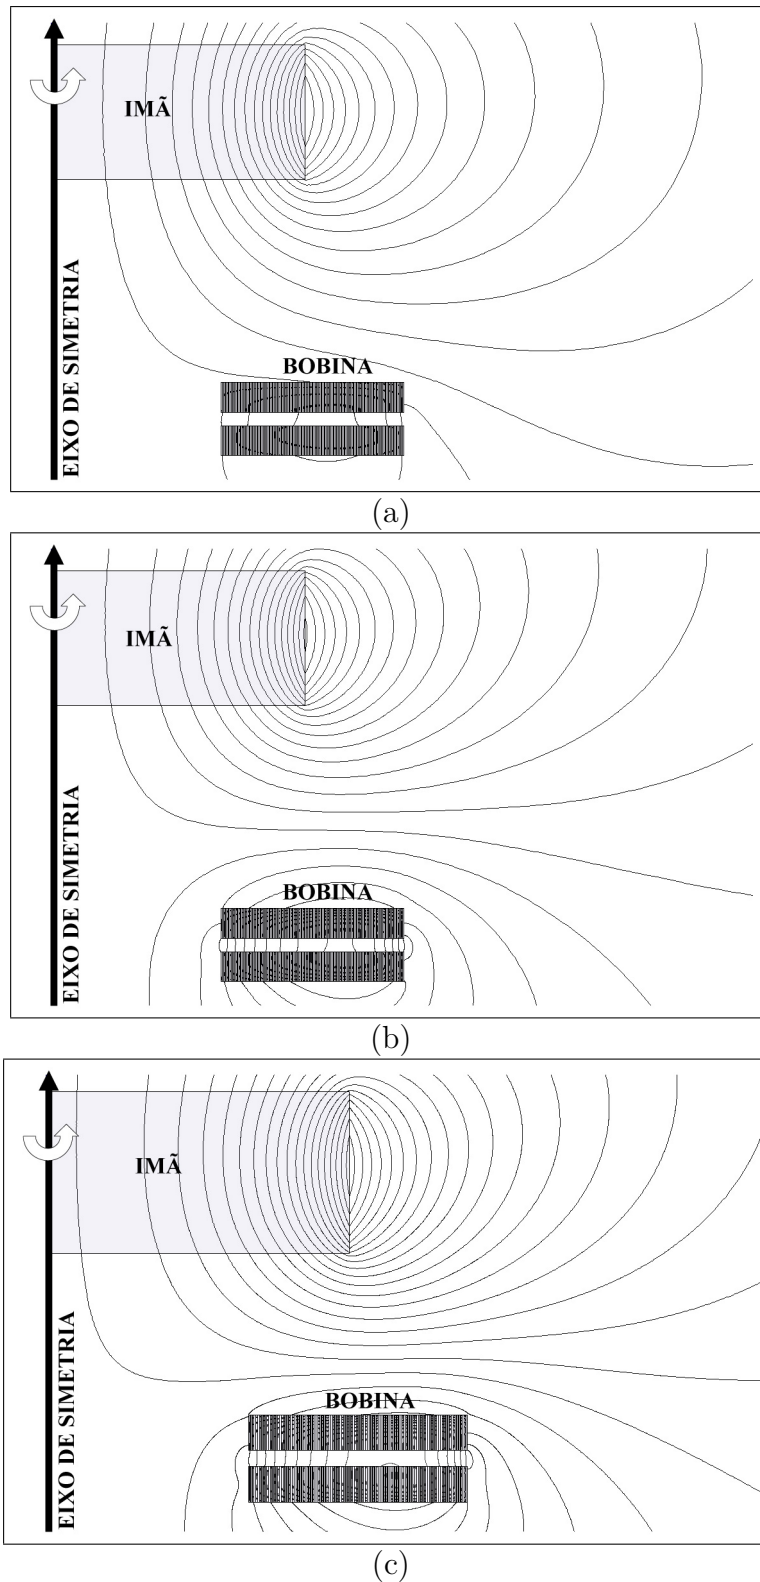 IMÃ
EIXO DE SIMETRIA
BOBINA
(a)
IMÃ
EIXO DE SIMETRIA
BOBINA
(b)
IMÃ
EIXO DE SIMETRIA
BOBINA
(c)